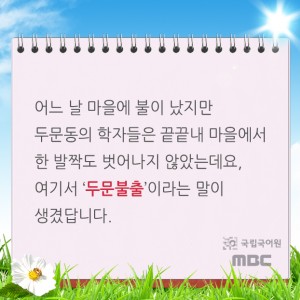 어느 날 마을에 불이 났지만
두문동의 학자들은 끝끝내 마을에서
한 발짝도 벗어나지 않았는데요,
여기서 ‘두문불출’이라는 말이
생겼답니다.
국립국어원
MBC